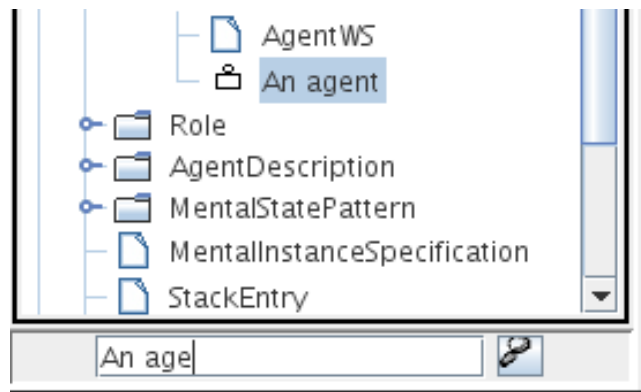 AgentWS
An agent
Role
AgentDescription
MentalStatePattern
MentalInstanceSpecification
StackEntry
An age